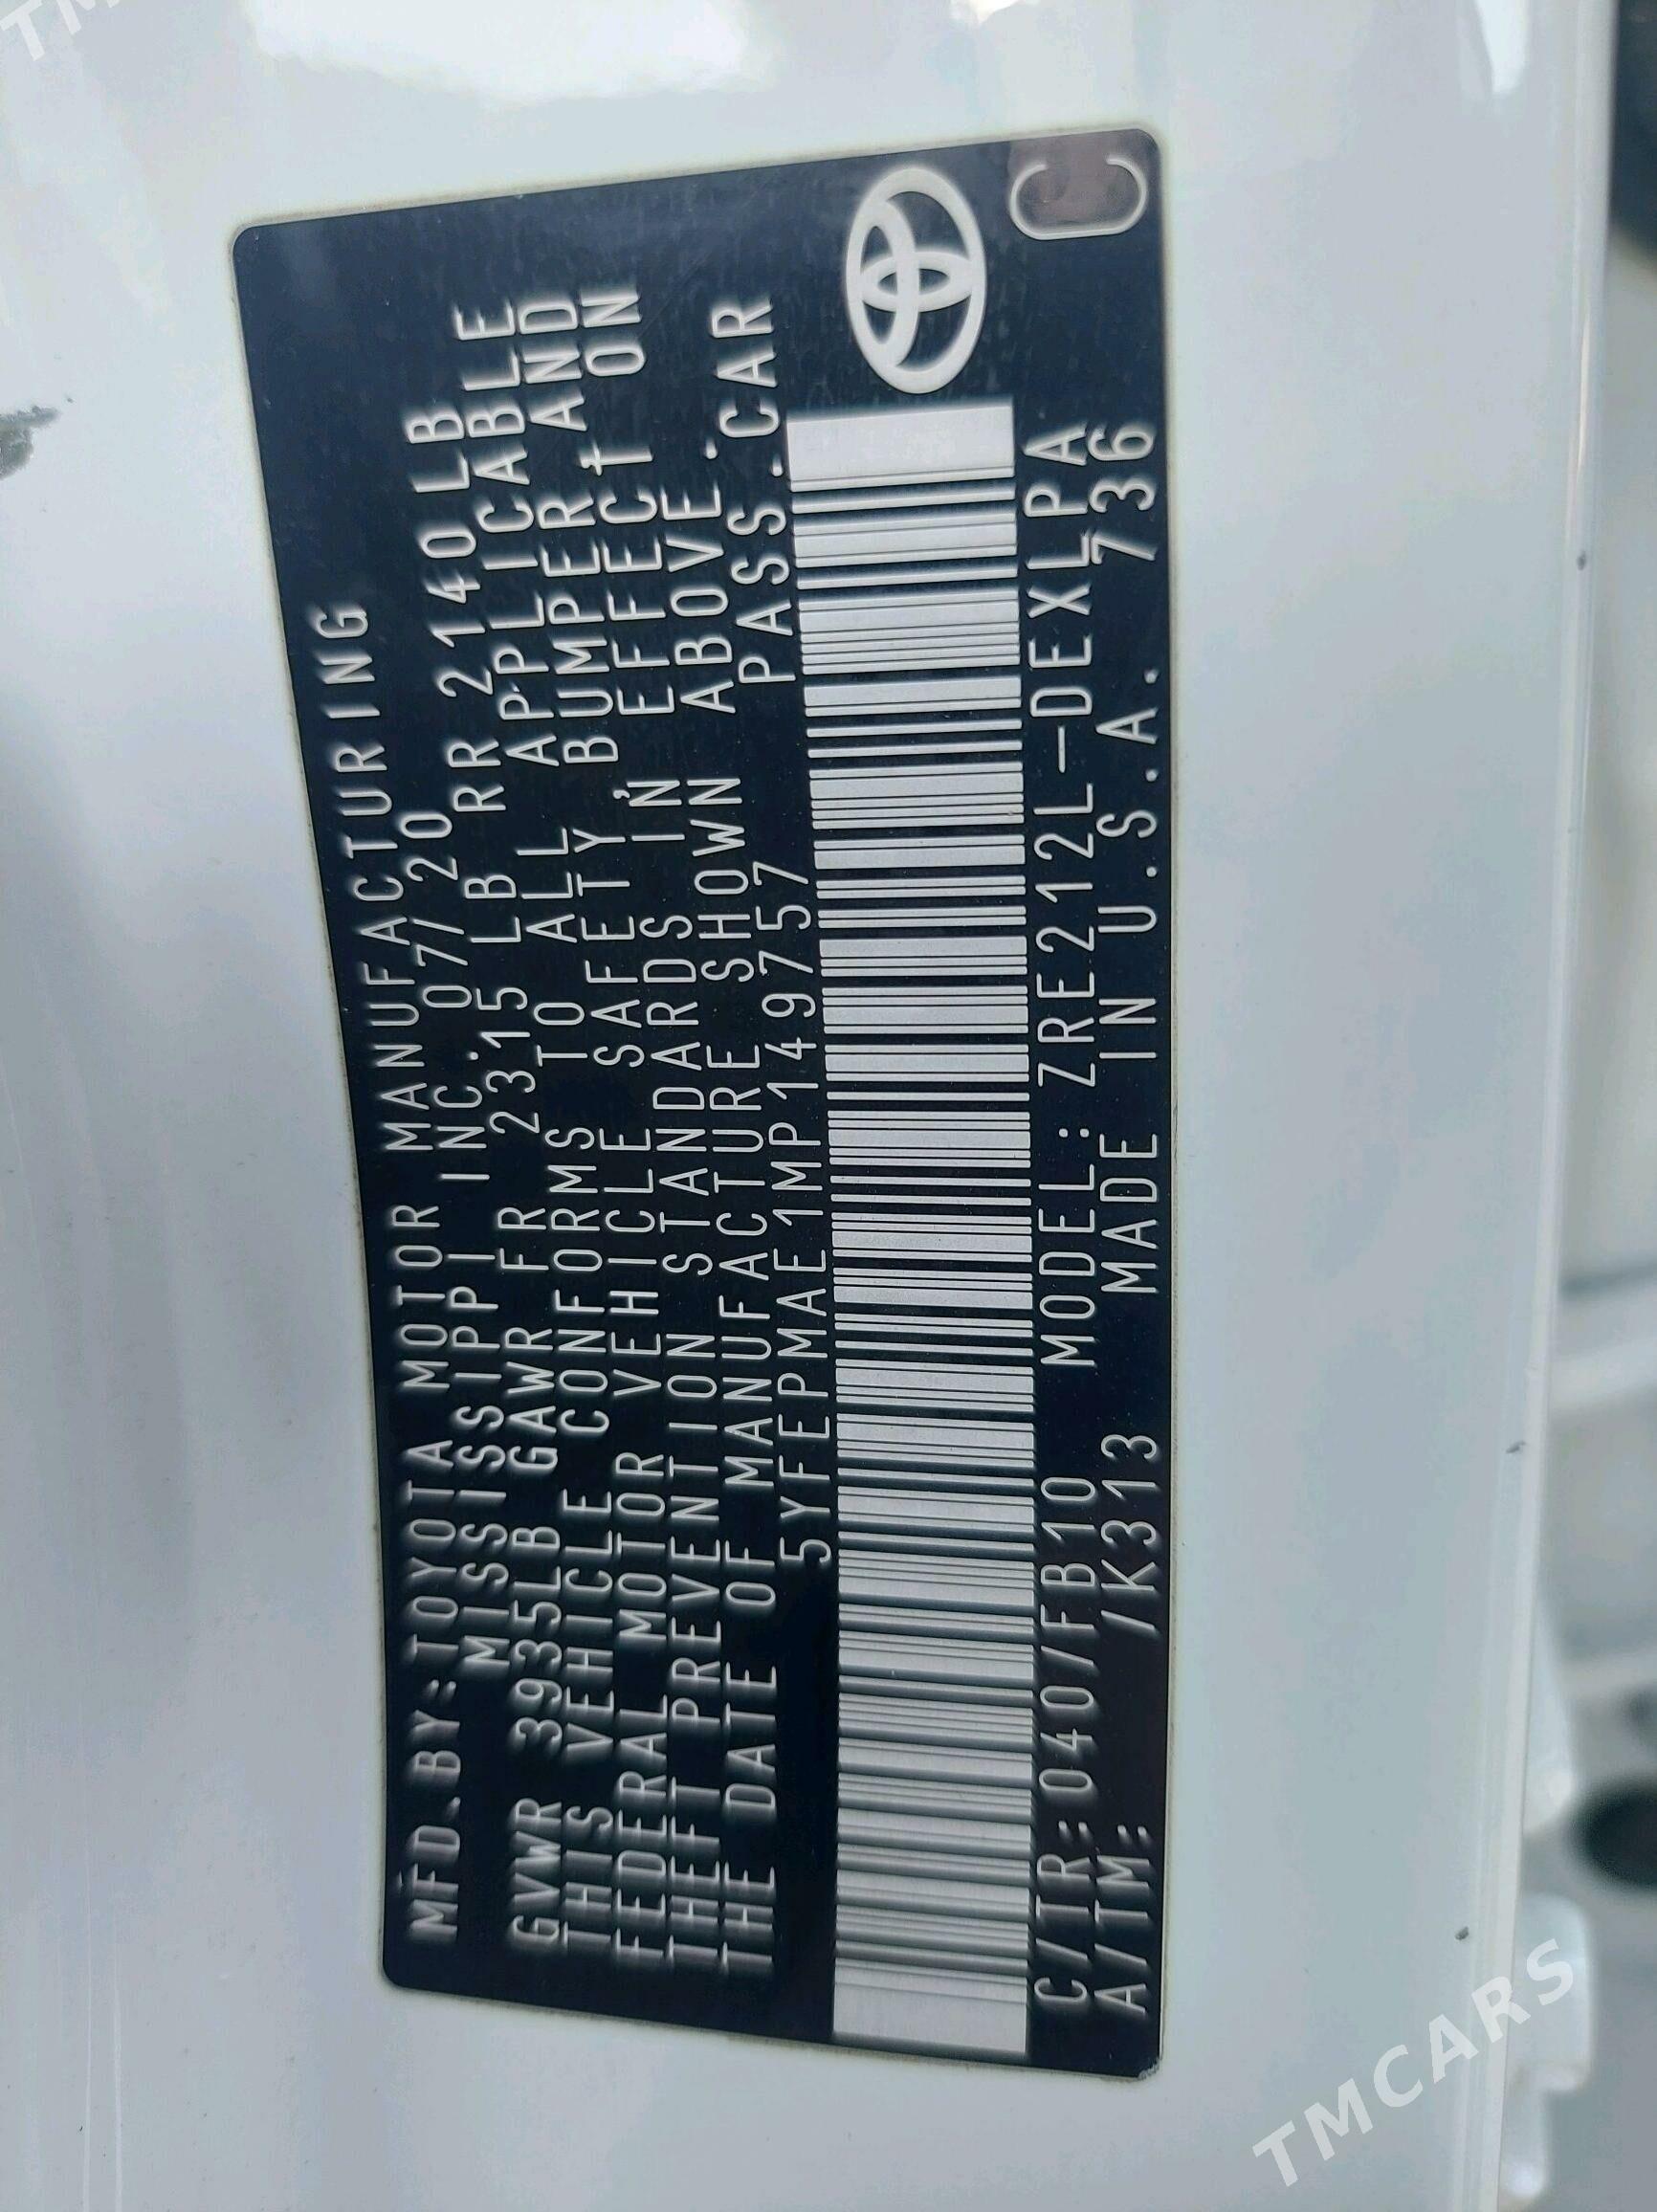 MFD.BY:TOYOTA MOTOR MANUFACTURING
MISSISSIPPI INC. 07/20
GVWR 3935LB GAWR FR 2315LB RR 2140LB
THIS VEHICLE CONFORMS TO ALL APPLICABLE
FEDERAL MOTOR VEHICLE SAFETY, BUMPER, AND
THEFT PREVENTION STANDARDS IN EFFECT ON
THE DATE OF MANUFACTURE SHOWN ABOVE.
5YFEPMAE1MP149757 PASS.CAR
C/TR:040/FB10 MODEL:ZRE212L-DEXLPA
A/TM: /K313 MADE IN U.S.A. 736
C
TMCARS